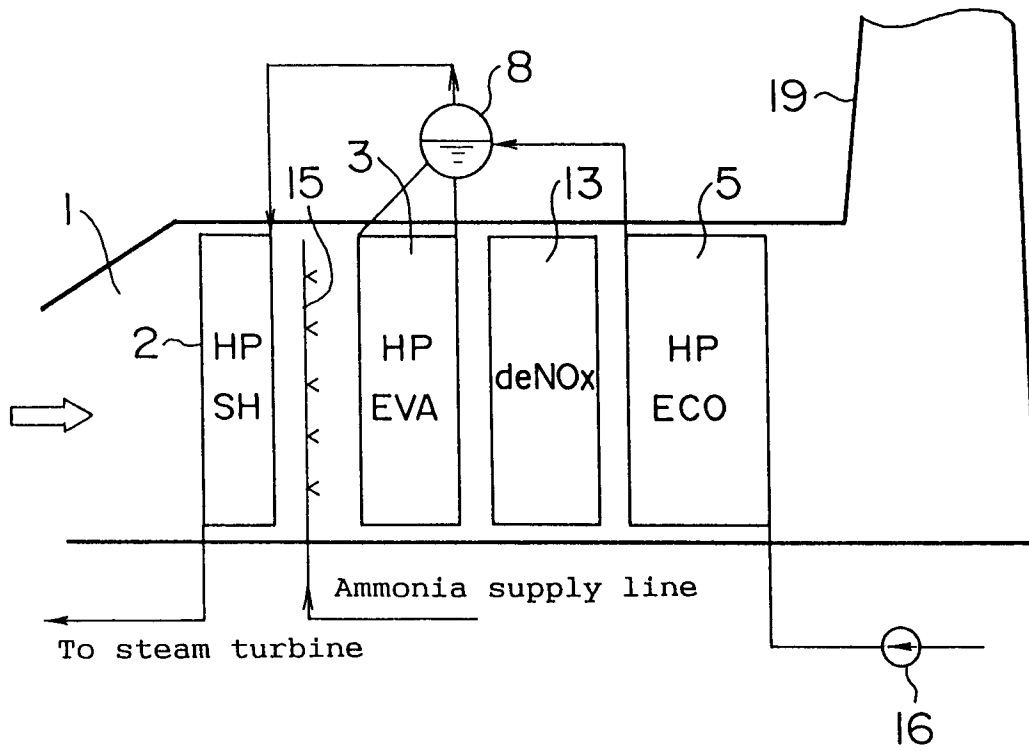 8
19
3
15
13
5
1
2
HP
SH
HP
EVA
deNOx
HP
ECO
Ammonia supply line
To steam turbine
16